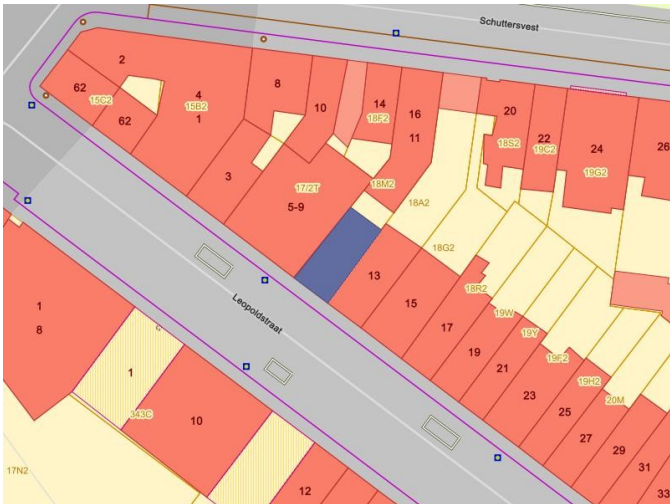 Schuttersvest
2
62
15C2
4
15B2
1
62
8
10
14
18F2
16
11
20
18S2
22
19C2
24
19G2
26
3
17/2T
5-9
18M2
18A2
18G2
13
15
18R2
17
19W
19
19Y
21
19F2
23
19H2
25
20M
27
29
31
33
Leopoldstraat
1
8
1
343C
10
17N2
12